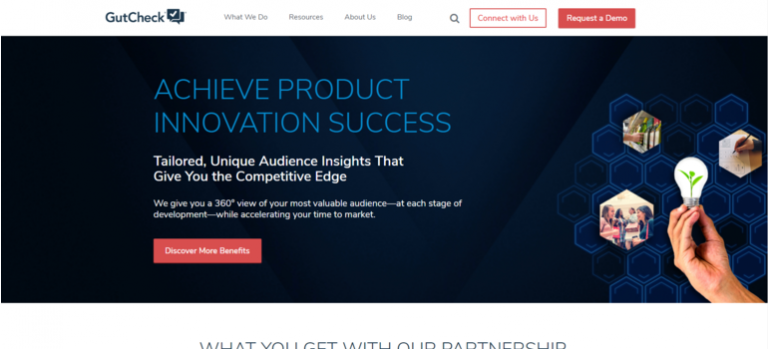 GutCheck
What We Do
Resources
About Us
Blog
Connect with Us
Request a Demo
ACHIEVE PRODUCT
INNOVATION SUCCESS
Tailored, Unique Audience Insights That
Give You the Competitive Edge
We give you a 360° view of your most valuable audience—at each stage of
development—while accelerating your time to market.
Discover More Benefits
WHAT YOU GET WITH OUR PARTNERSHIP